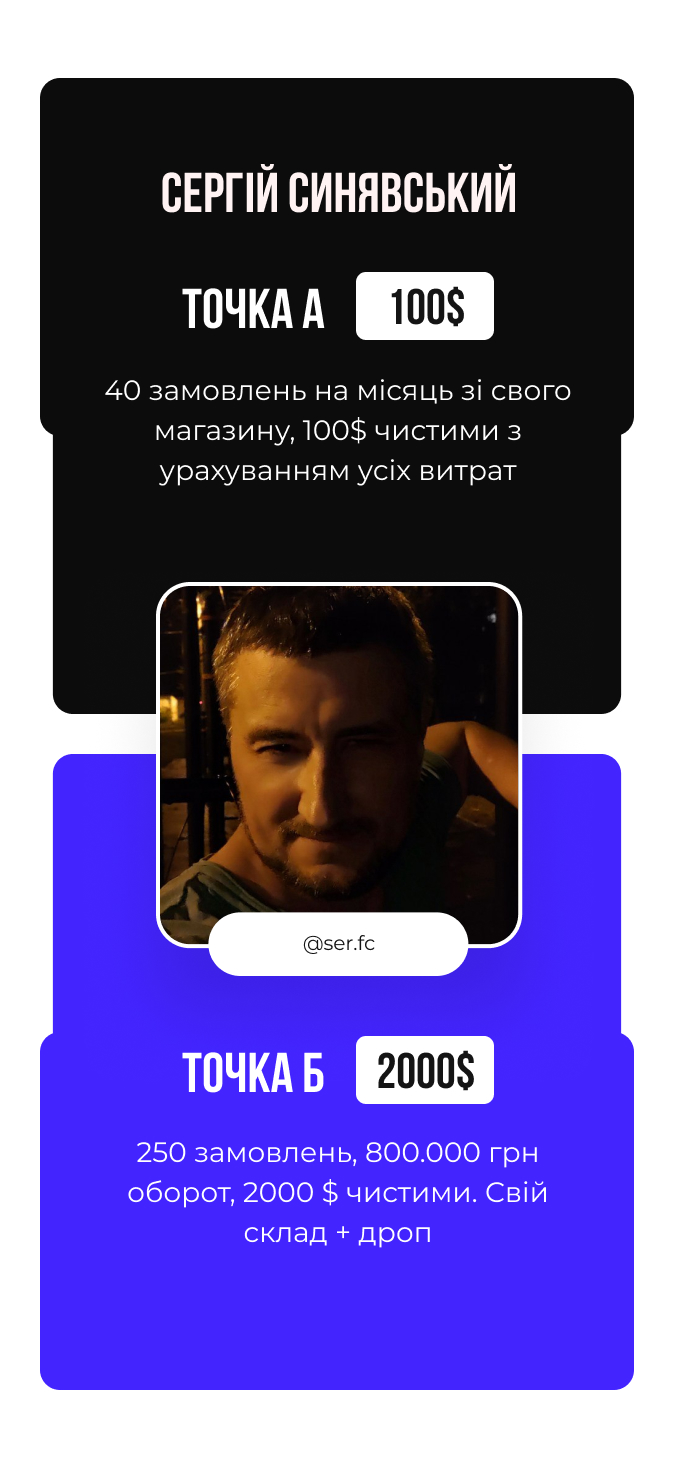 СЕРГІЙ СИНЯВСЬКИЙ
ТОЧКА А 100$
40 замовлень на місяць зі свого
магазину, 100$ чистими з
урахуванням усіх витрат
@ser.fc
ТОЧКА Б 2000$
250 замовлень, 800.000 грн
оборот, 2000 $ чистими. Свій
склад + дроп